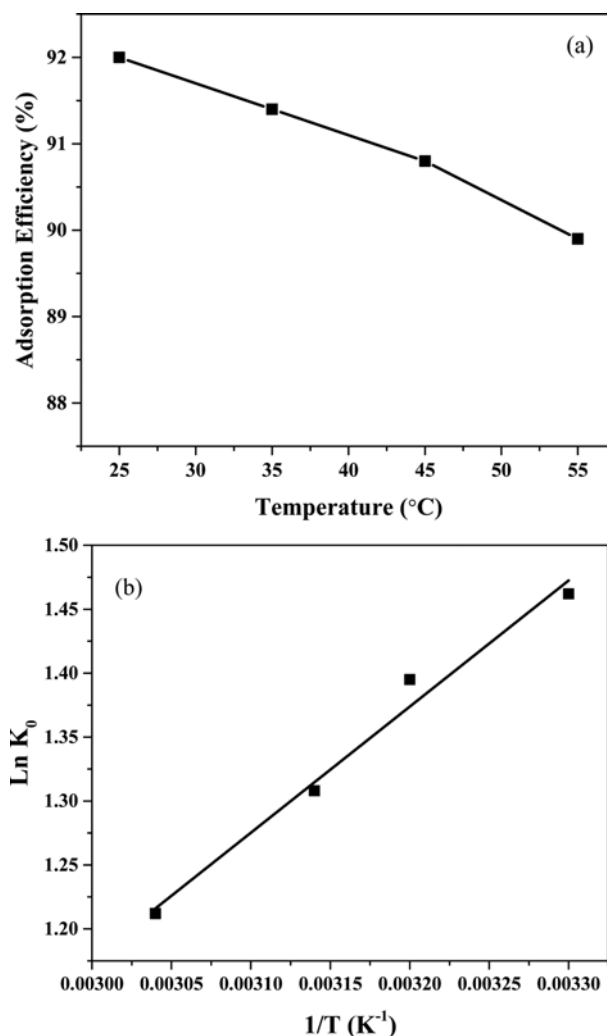 (a)
Adsorption Efficiency (%)
92
91
90
89
88
25 30 35 40 45 50 55
Temperature (°C)
(b)
Ln K₀
1.50
1.45
1.40
1.35
1.30
1.25
1.20
0.00300 0.00305 0.00310 0.00315 0.00320 0.00325 0.00330
1/T (K⁻¹)